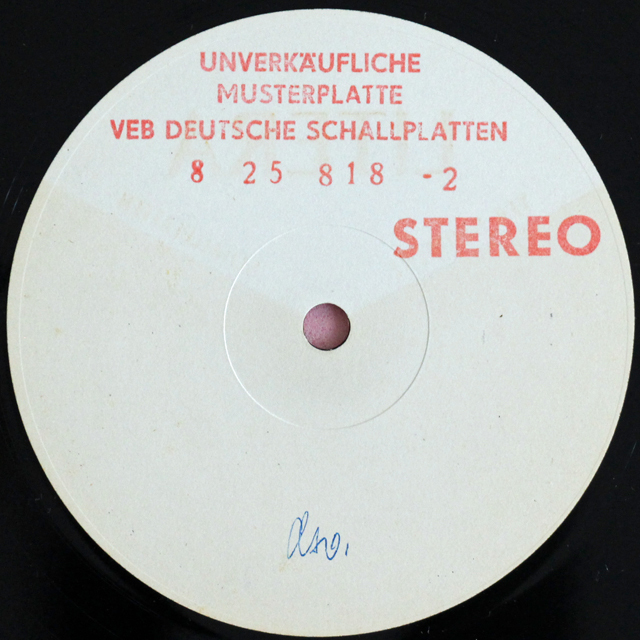 UNVERKÄUFLICHE
MUSTERPLATTE
VEB DEUTSCHE SCHALLPLATTEN
8 25 818 -2
STEREO